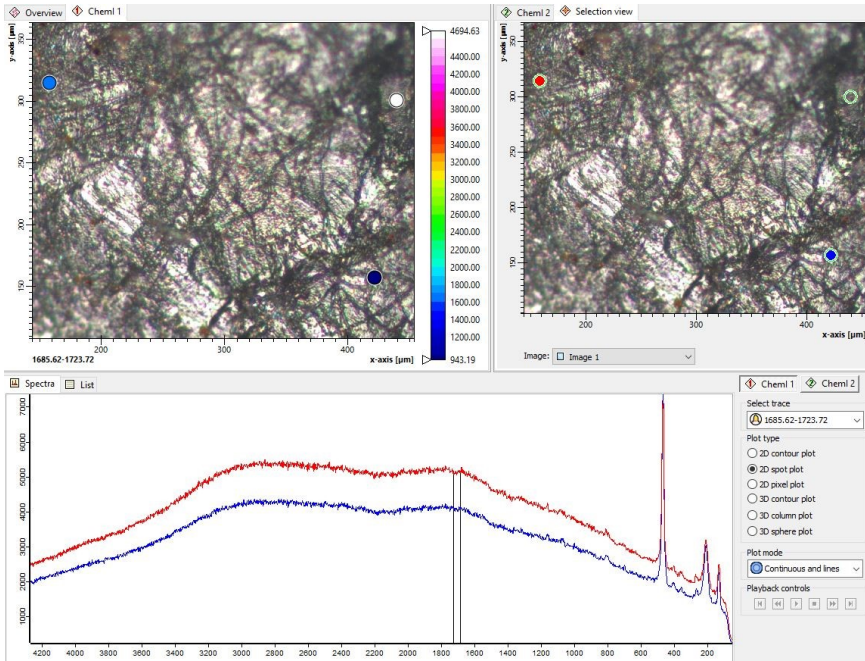 Overview
ChemI 1
y-axis [µm]
350
300
250
200
150
200
300
400
1685.62-1723.72
x-axis [µm]
4694.63
4400.00
4200.00
4000.00
3800.00
3600.00
3400.00
3200.00
3000.00
2800.00
2600.00
2400.00
2200.00
2000.00
1800.00
1600.00
1400.00
1200.00
943.19
ChemI 2
Selection view
y-axis [µm]
350
300
250
200
150
200
300
400
x-axis [µm]
Image:
Image 1
Spectra
List
7000
6000
5000
4000
3000
2000
1000
4200
4000
3800
3600
3400
3200
3000
2800
2600
2400
2200
2000
1800
1600
1400
1200
1000
800
600
400
200
ChemI 1
ChemI 2
Select trace
1685.62-1723.72
Plot type
2D contour plot
2D spot plot
2D pixel plot
3D contour plot
3D column plot
3D sphere plot
Plot mode
Continuous and lines
Playback controls